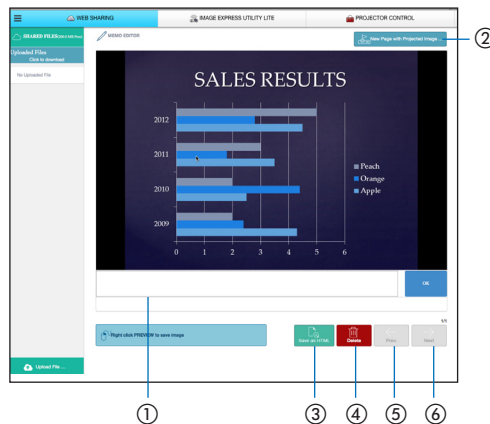 WEB SHARING
IMAGE EXPRESS UTILITY LITE
PROJECTOR CONTROL
Uploaded Files
Click to download
No Uploaded File
MEMO EDITOR
New Page with Projected Image...
②
SALES RESULTS
2012
2011
2010
2009
0 1 2 3 4 5 6
Peach
Orange
Apple
OK
Right click PREVIEW to save image
Save as HTML
Delete
Prev.
Next
Upload File ...
① ③ ④ ⑤ ⑥